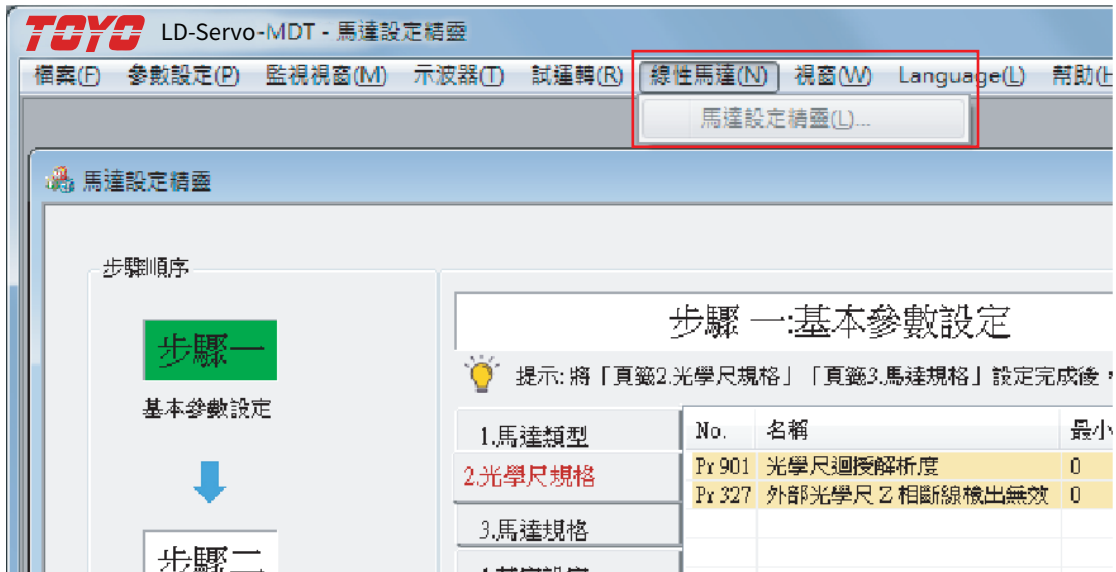 TOYO LD-Servo-MDT - 馬達設定精靈
檔案(F) 參數設定(P) 監視視窗(M) 示波器(T) 試運轉(R) 線性馬達(N) 視窗(W) Language(L) 幫助(H
馬達設定精靈(L)...
馬達設定精靈
步驟順序
步驟一
基本參數設定
步驟二
步驟 一:基本參數設定
提示: 將「頁籤2.光學尺規格」「頁籤3.馬達規格」設定完成後,
1.馬達類型
2.光學尺規格
3.馬達規格
No. 名稱 最小
Pr 901 光學尺迴授解析度 0
Pr 327 外部光學尺 Z 相斷線檢出無效 0